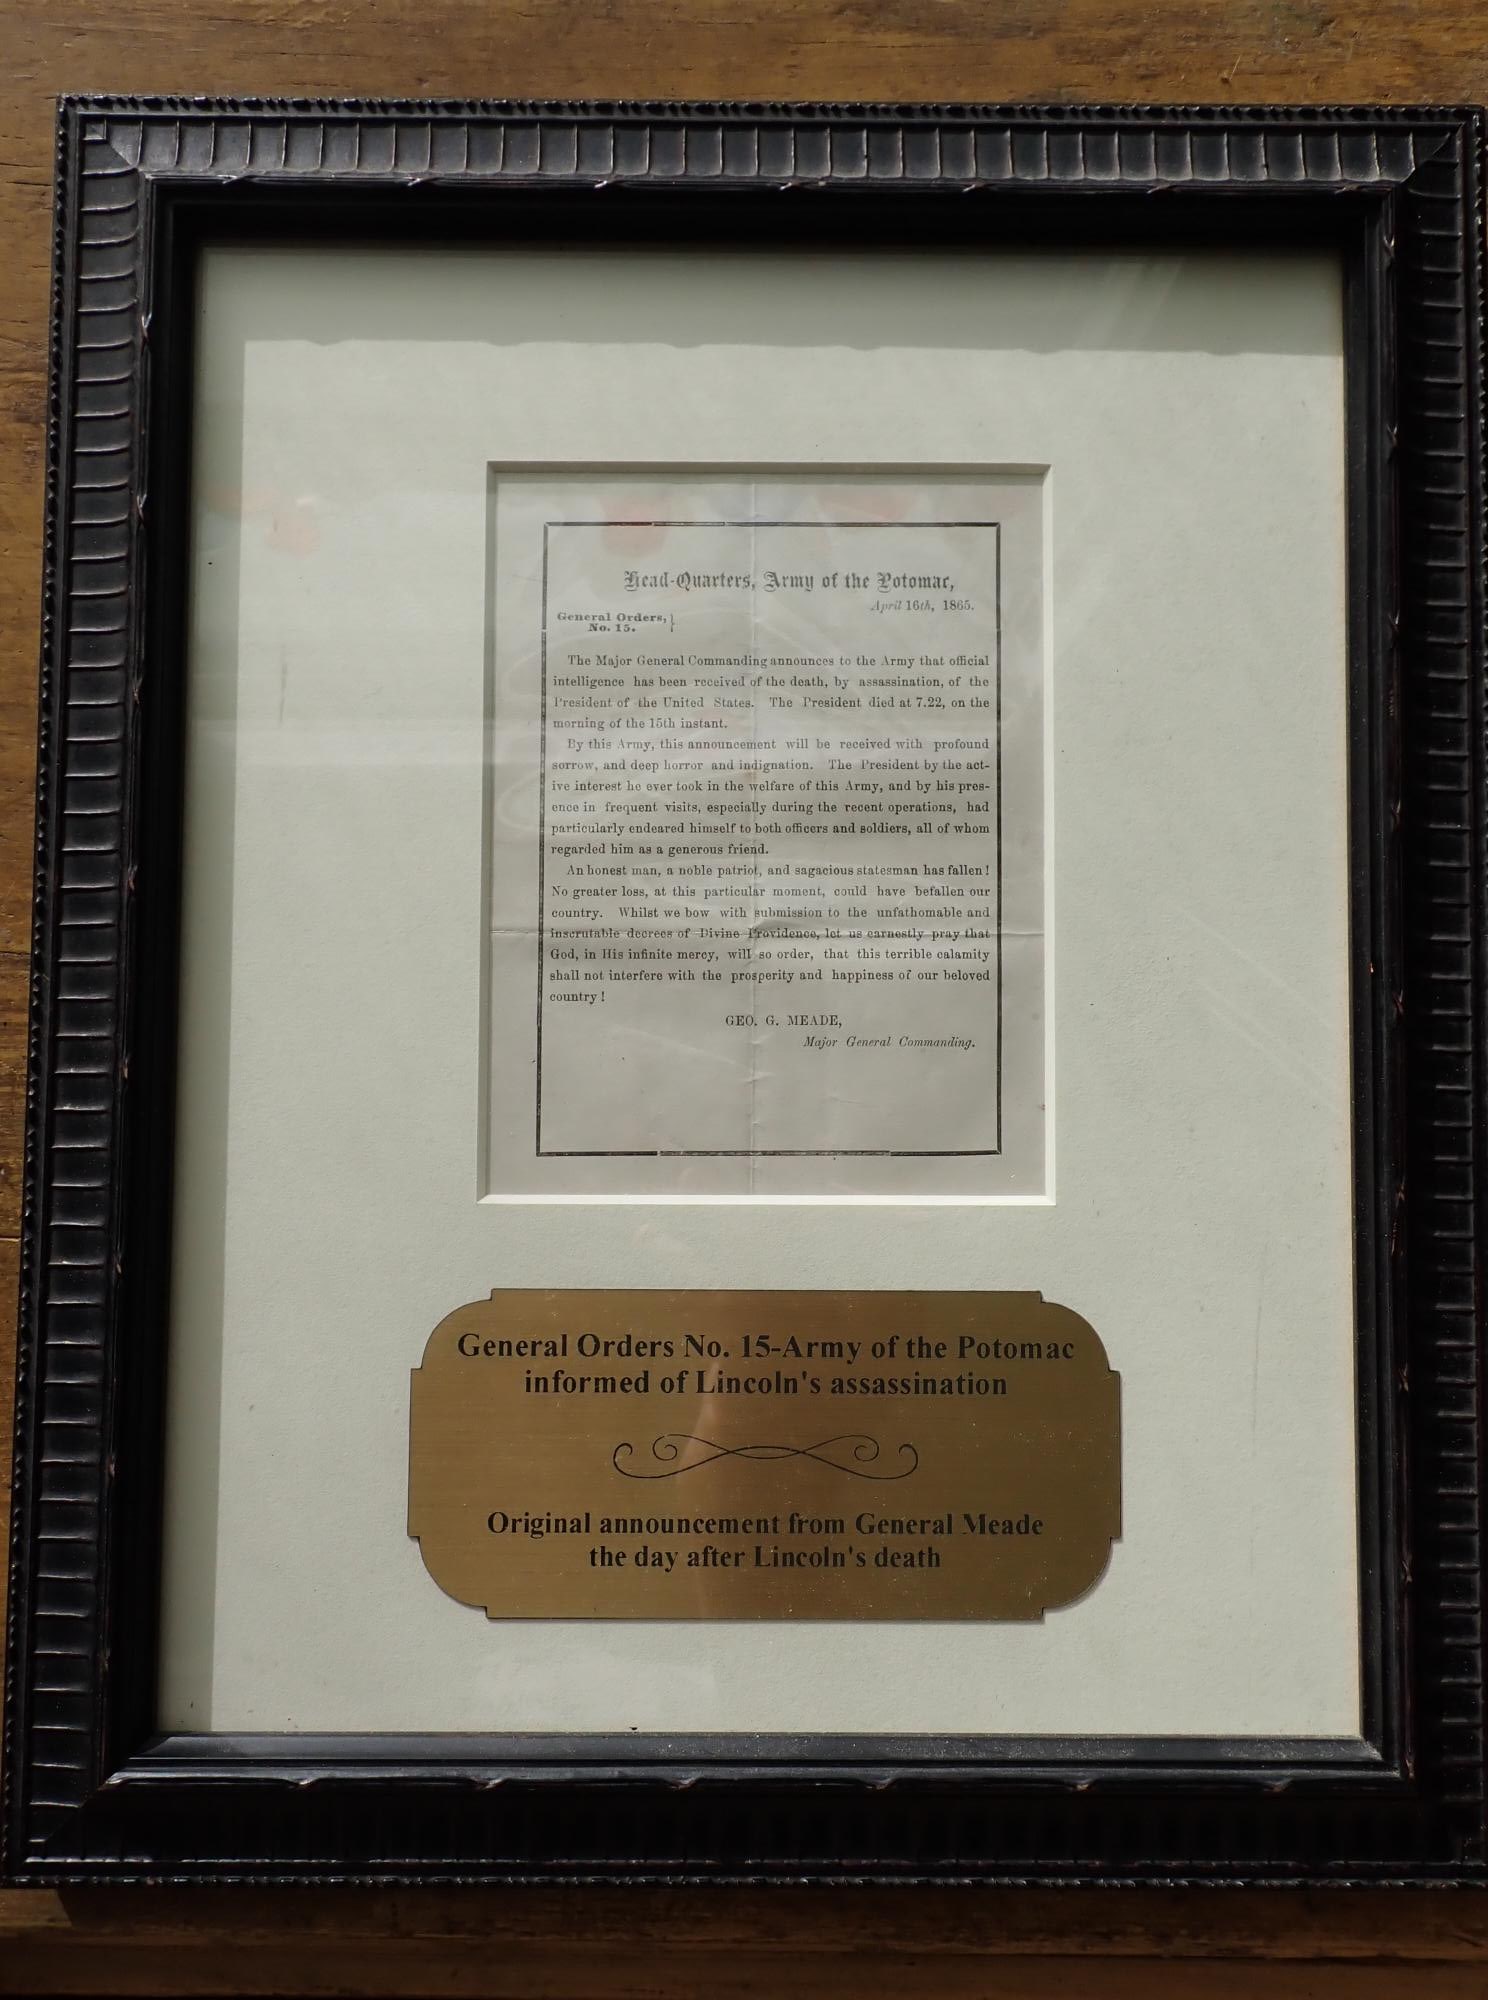 Head-Quarters, Army of the Potomac,
April 16th, 1865.
General Orders, }
No. 15.
The Major General Commanding announces to the Army that official
intelligence has been received of the death, by assassination, of the
President of the United States. The President died at 7.22, on the
morning of the 15th instant.
By this Army, this announcement will be received with profound
sorrow, and deep horror and indignation. The President by the act-
ive interest he ever took in the welfare of this Army, and by his pres-
ence in frequent visits, especially during the recent operations, had
particularly endeared himself to both officers and soldiers, all of whom
regarded him as a generous friend.
An honest man, a noble patriot, and sagacious statesman has fallen!
No greater loss, at this particular moment, could have befallen our
country. Whilst we bow with submission to the unfathomable and
inscrutable decrees of Divine Providence, let us earnestly pray that
God, in His infinite mercy, will so order, that this terrible calamity
shall not interfere with the prosperity and happiness of our beloved
country!
GEO. G. MEADE,
Major General Commanding.
General Orders No. 15-Army of the Potomac
informed of Lincoln's assassination
Original announcement from General Meade
the day after Lincoln's death